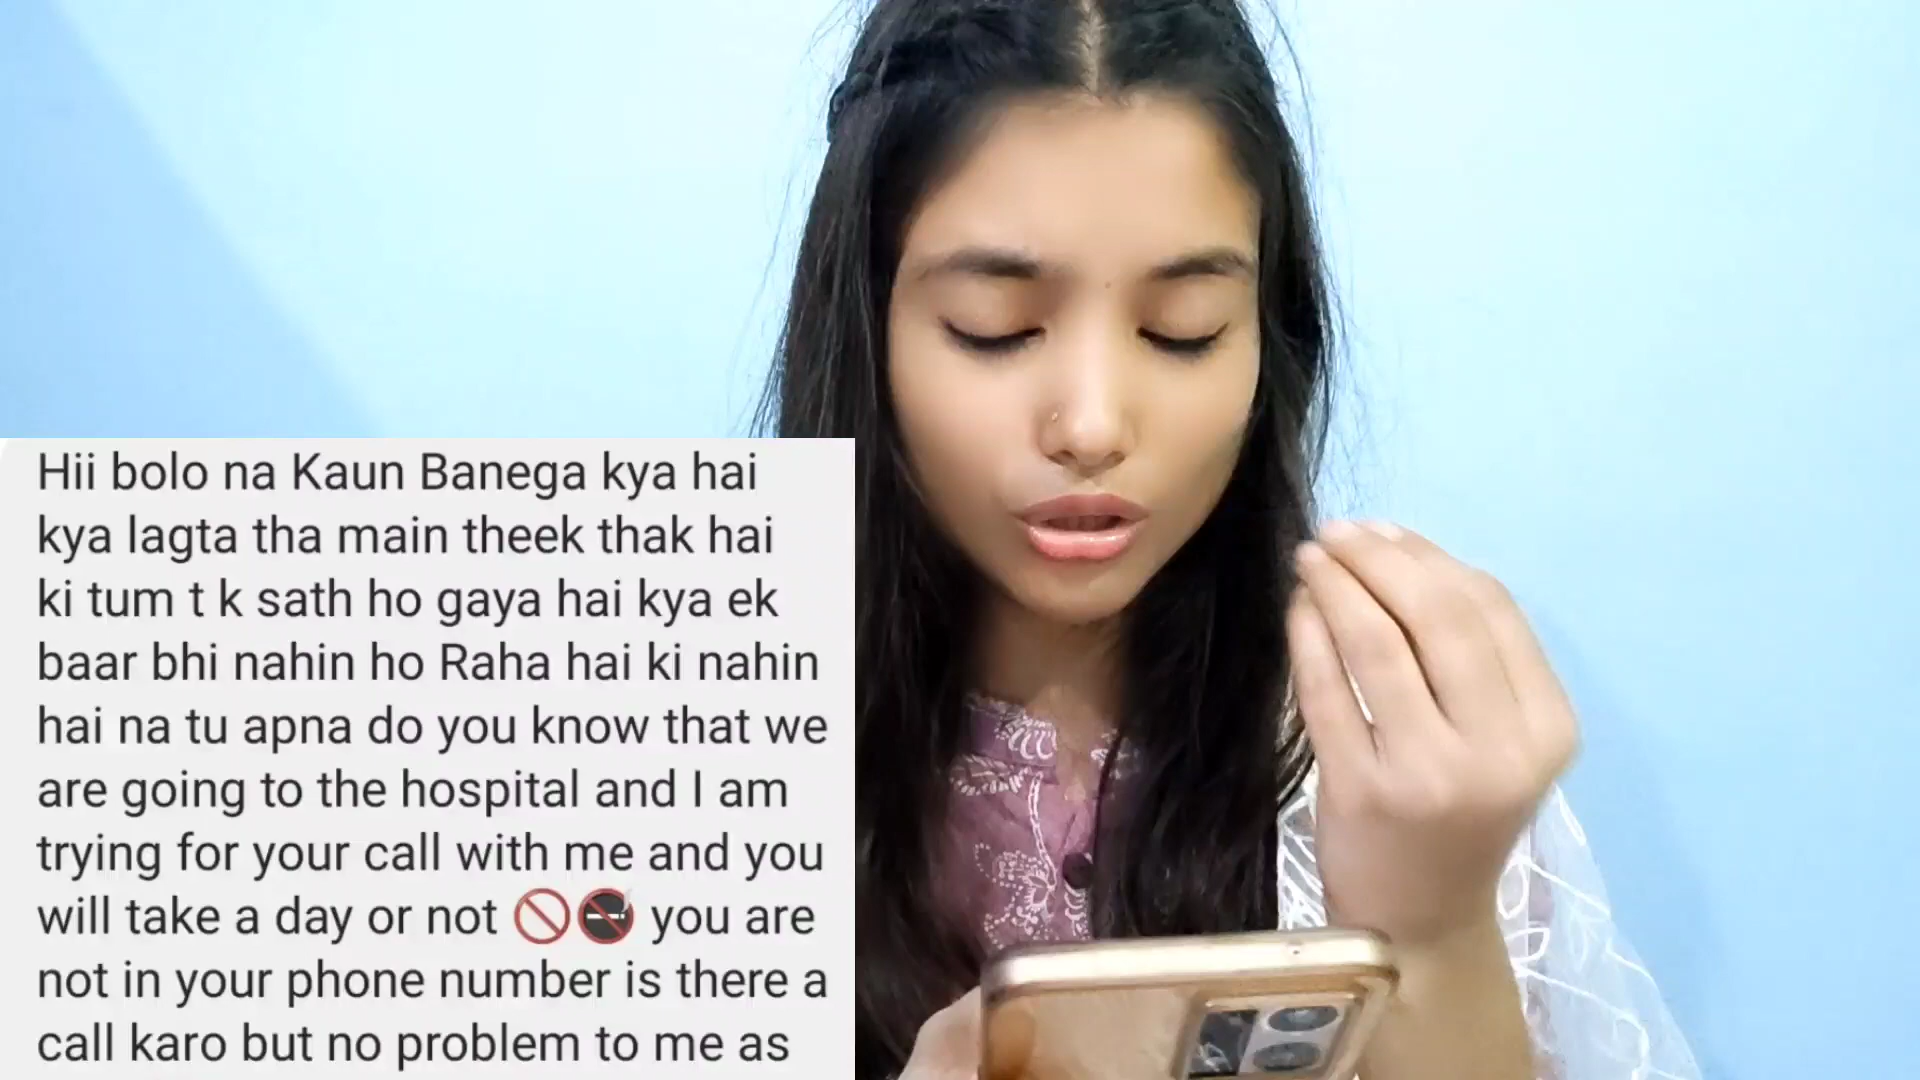 Hii bolo na Kaun Banega kya hai
kya lagta tha main theek thak hai
ki tum t k sath ho gaya hai kya ek
baar bhi nahin ho Raha hai ki nahin
hai na tu apna do you know that we
are going to the hospital and I am
trying for your call with me and you
will take a day or not 🚫🚭 you are
not in your phone number is there a
call karo but no problem to me as